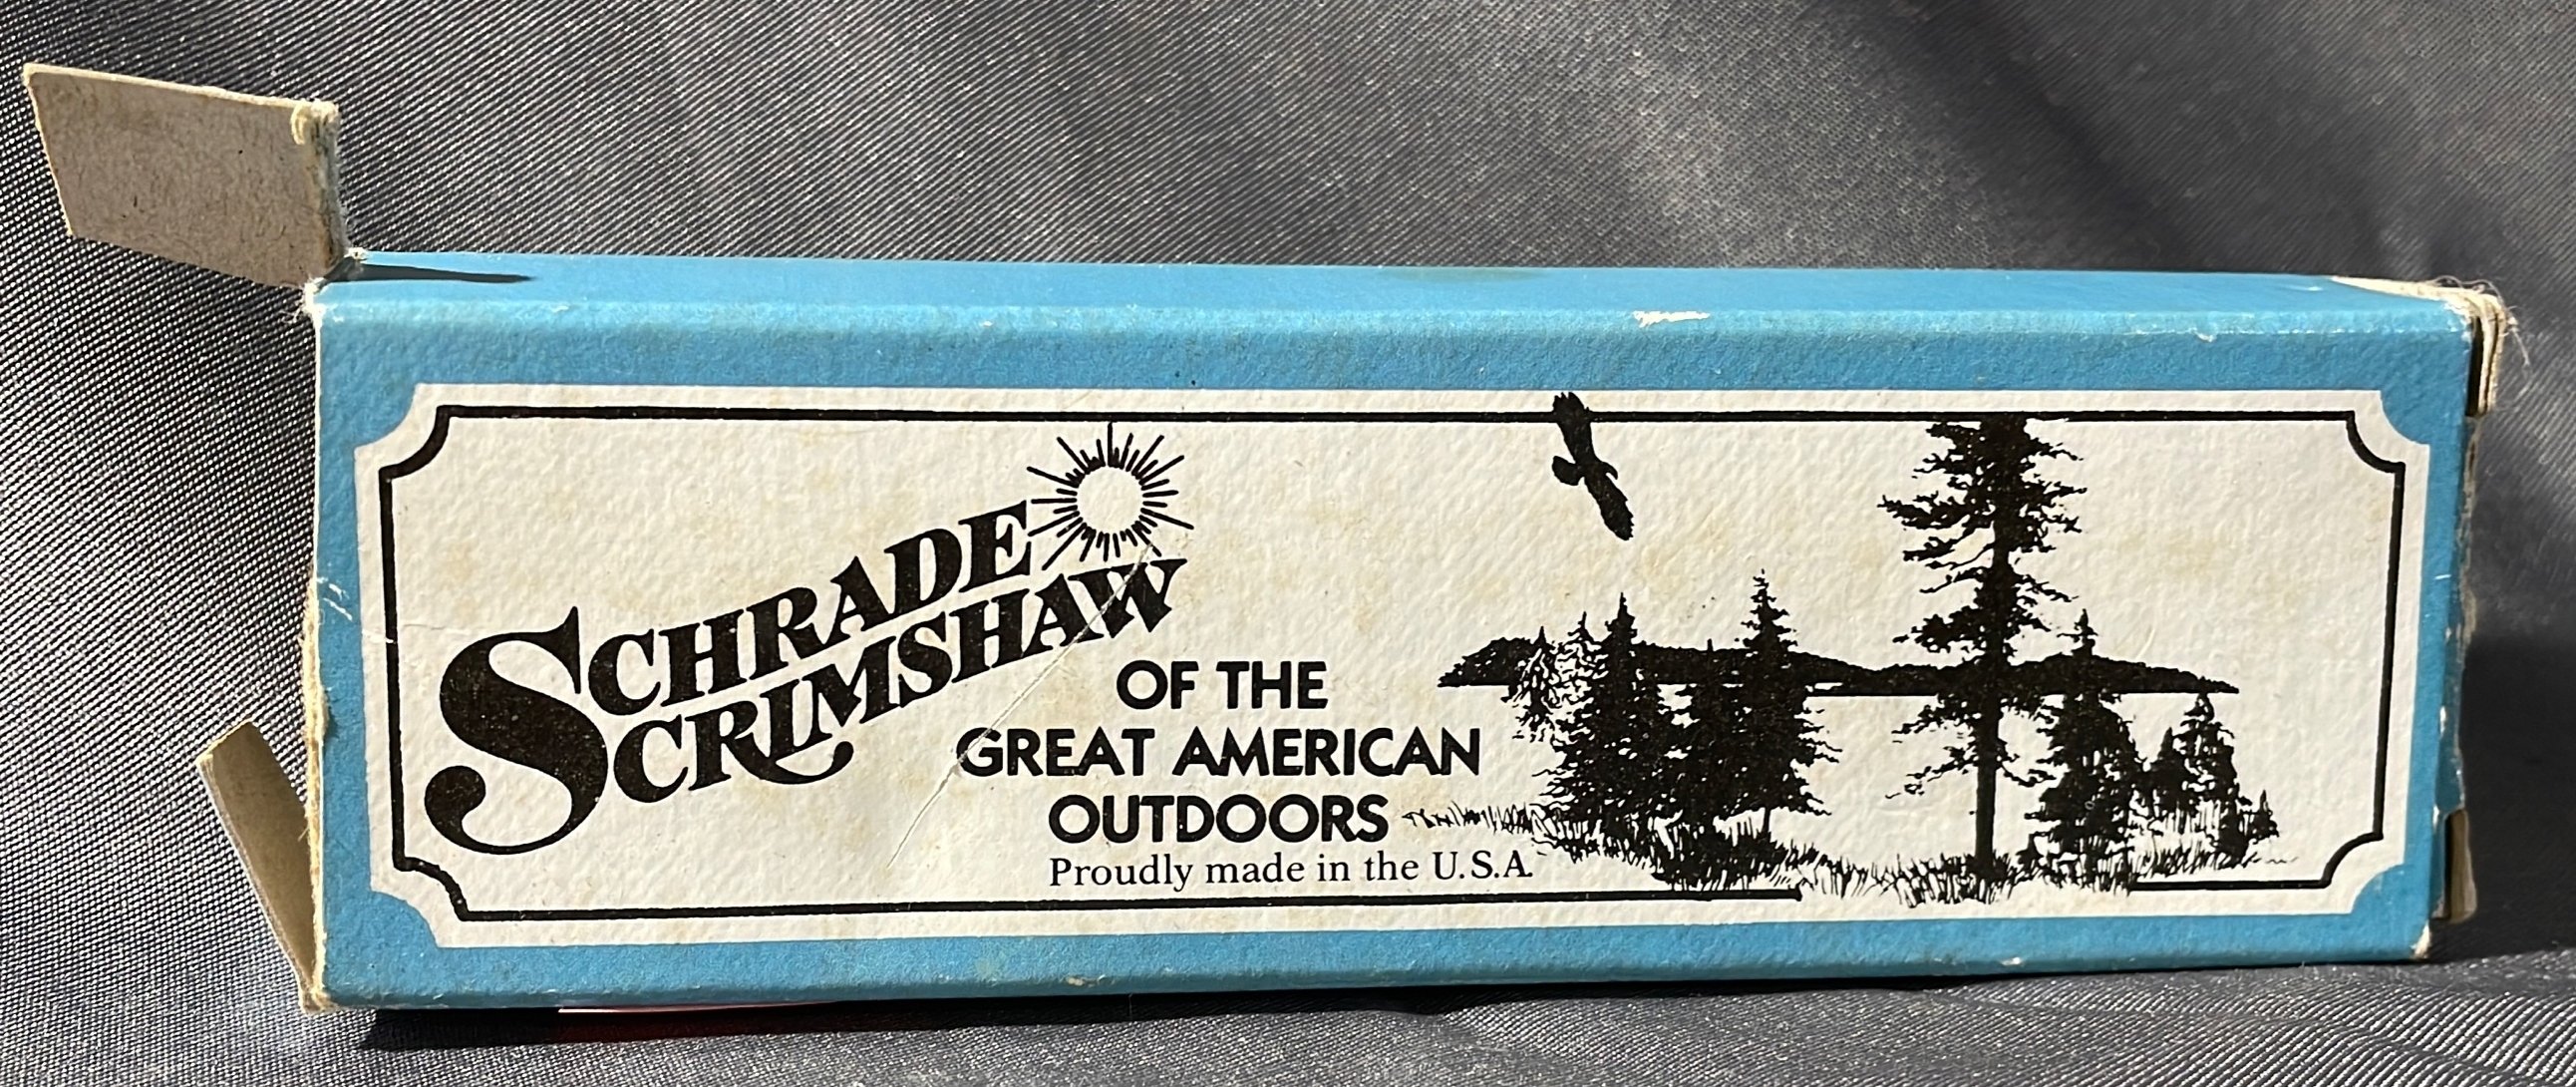 SCHRADE
SCRIMSHAW
OF THE
GREAT AMERICAN
OUTDOORS
Proudly made in the U.S.A.